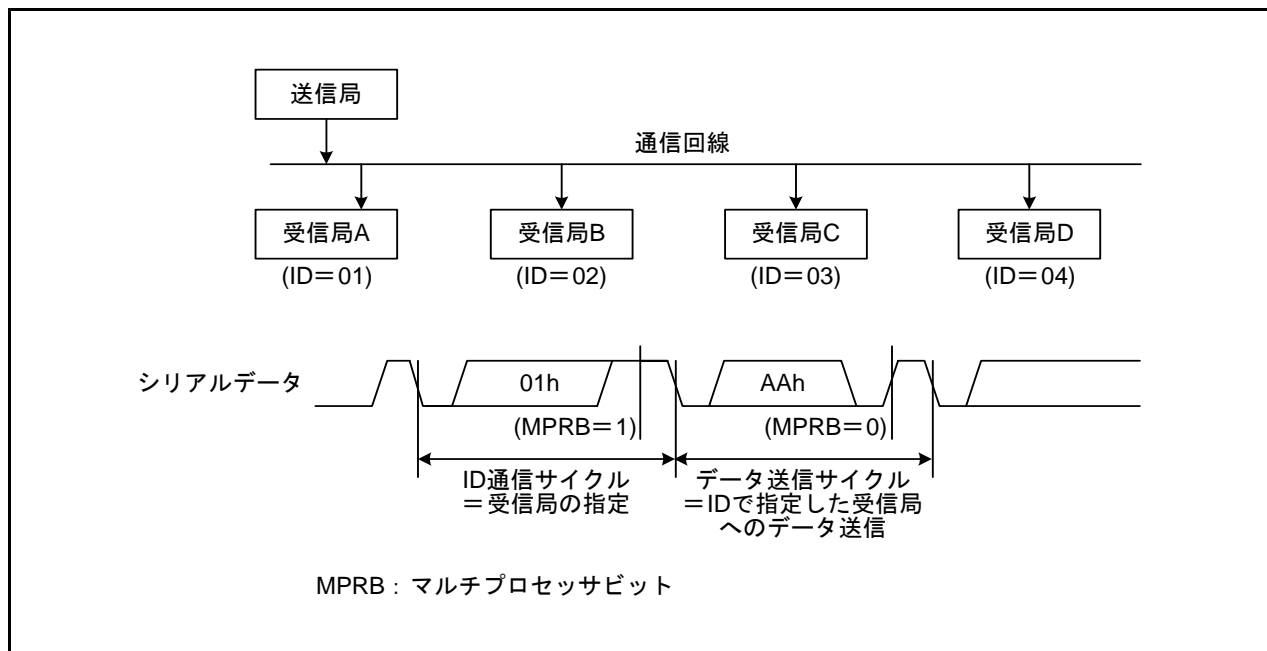 送信局
通信回線
受信局A
受信局B
受信局C
受信局D
(ID＝01)
(ID＝02)
(ID＝03)
(ID＝04)
シリアルデータ
01h
AAh
(MPRB＝1)
(MPRB＝0)
ID通信サイクル
＝受信局の指定
データ送信サイクル
＝IDで指定した受信局
へのデータ送信
MPRB：マルチプロセッサビット